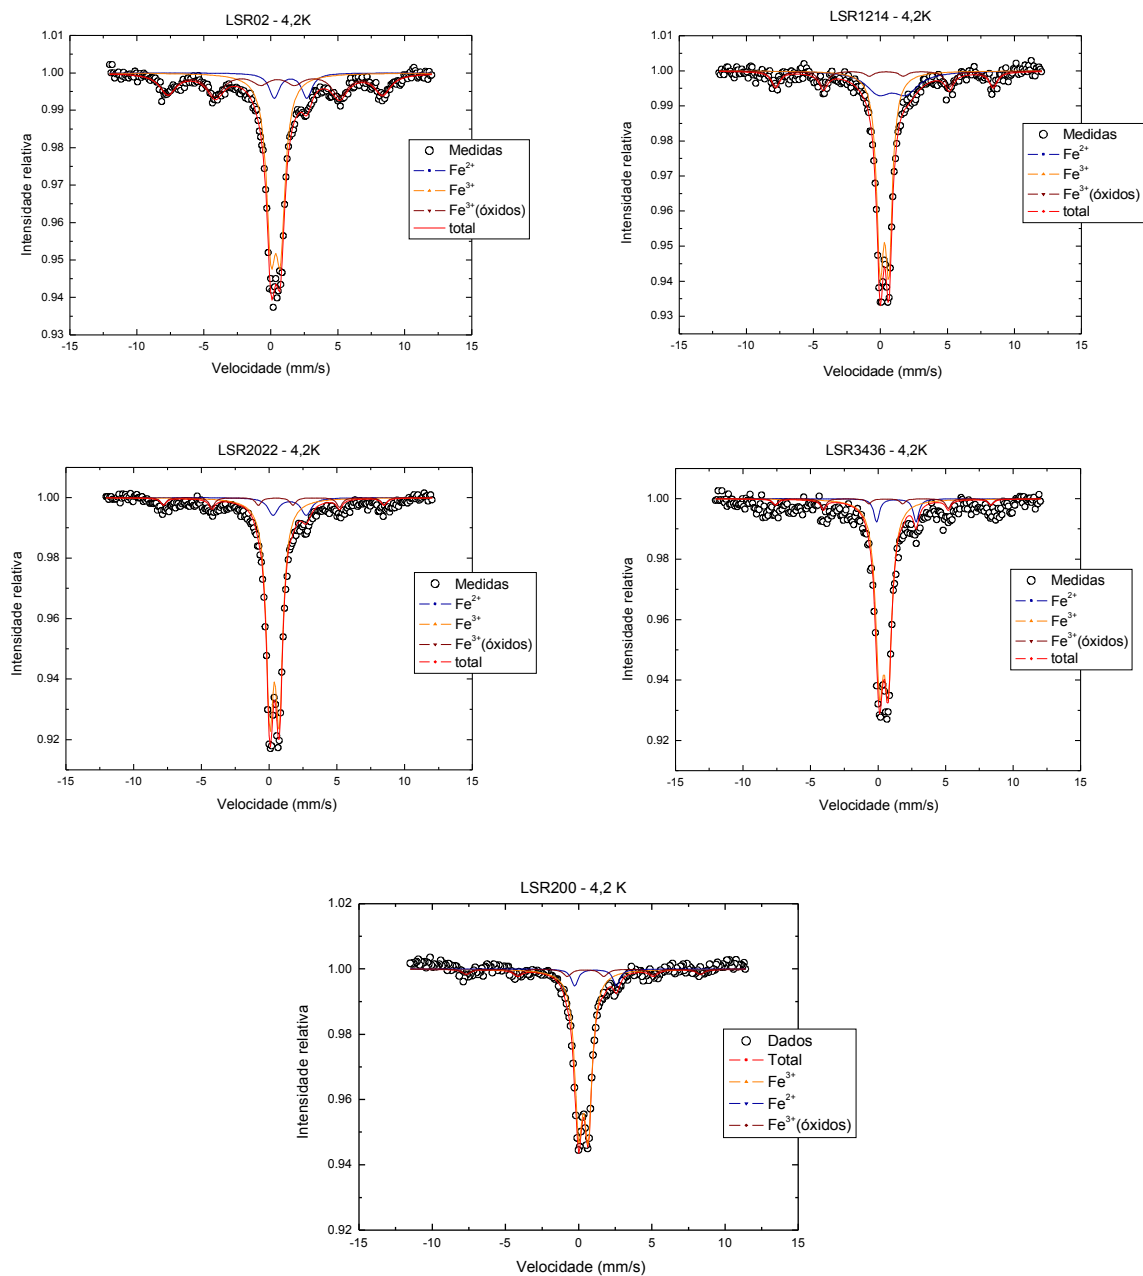 LSR02 - 4,2K
1.01
1.00
0.99
0.98
0.97
0.96
0.95
0.94
0.93
-15 -10 -5 0 5 10 15
Intensidade relativa
Velocidade (mm/s)
Medidas
Fe2+
Fe3+
Fe3+(óxidos)
total
LSR1214 - 4,2K
1.01
1.00
0.99
0.98
0.97
0.96
0.95
0.94
0.93
-15 -10 -5 0 5 10 15
Intensidade relativa
Velocidade (mm/s)
Medidas
Fe2+
Fe3+
Fe3+(óxidos)
total
LSR2022 - 4,2K
1.00
0.98
0.96
0.94
0.92
-15 -10 -5 0 5 10 15
Intensidade relativa
Velocidade (mm/s)
Medidas
Fe2+
Fe3+
Fe3+(óxidos)
total
LSR3436 - 4,2K
1.00
0.98
0.96
0.94
0.92
-15 -10 -5 0 5 10 15
Intensidade relativa
Velocidade (mm/s)
Medidas
Fe2+
Fe3+
Fe3+(óxidos)
total
LSR200 - 4,2 K
1.02
1.00
0.98
0.96
0.94
0.92
-15 -10 -5 0 5 10 15
Intensidade relativa
Velocidade (mm/s)
Dados
Total
Fe3+
Fe2+
Fe3+(óxidos)